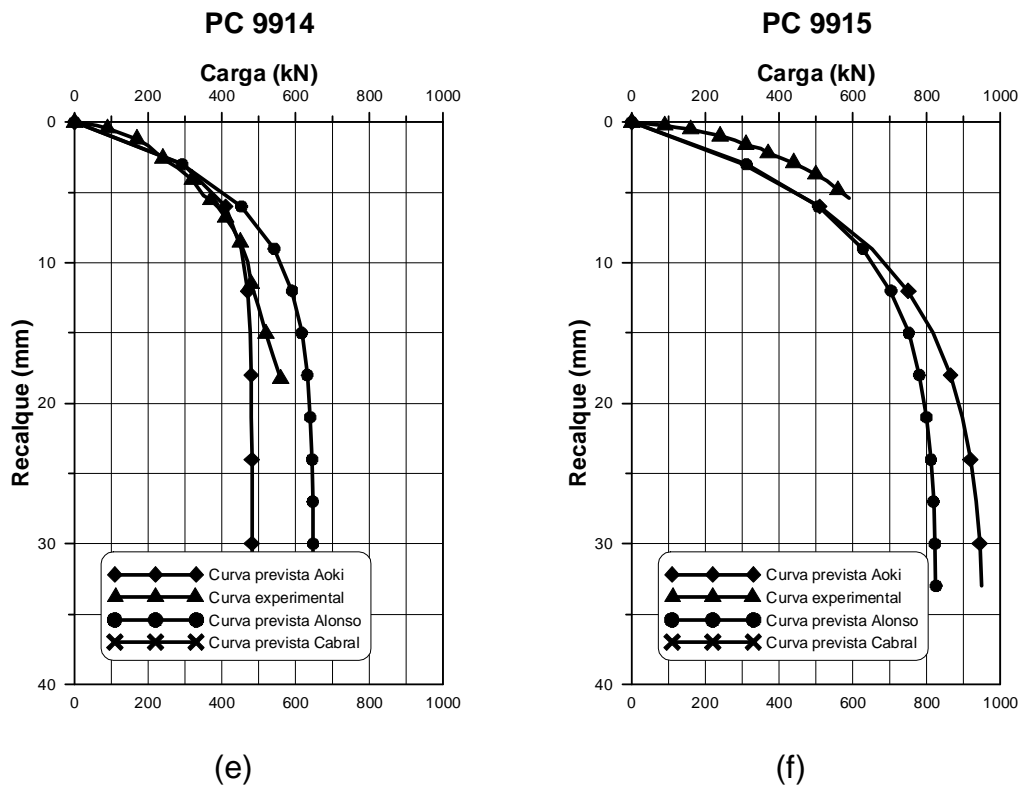 PC 9914
Carga (kN)
0 200 400 600 800 1000
0
10
20
30
40
Recalque (mm)
Curva prevista Aoki
Curva experimental
Curva prevista Alonso
Curva prevista Cabral
0 200 400 600 800 1000
(e)
PC 9915
Carga (kN)
0 200 400 600 800 1000
0
10
20
30
40
Recalque (mm)
Curva prevista Aoki
Curva experimental
Curva prevista Alonso
Curva prevista Cabral
0 200 400 600 800 1000
(f)